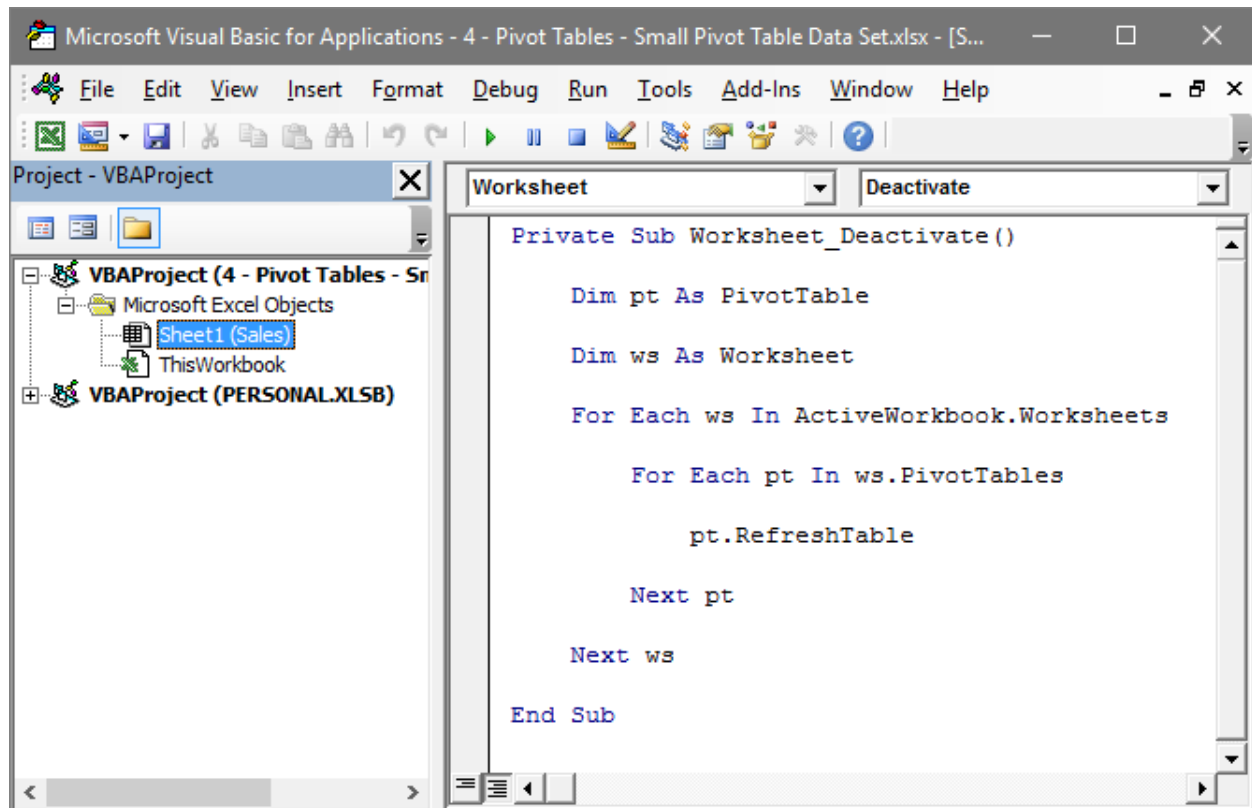 Microsoft Visual Basic for Applications - 4 - Pivot Tables - Small Pivot Table Data Set.xlsx - [S...
File Edit View Insert Format Debug Run Tools Add-Ins Window Help
Project - VBAProject
Worksheet
Deactivate
VBAProject (4 - Pivot Tables - Sm
Microsoft Excel Objects
Sheet1 (Sales)
ThisWorkbook
VBAProject (PERSONAL.XLSB)
Private Sub Worksheet_Deactivate()
Dim pt As PivotTable
Dim ws As Worksheet
For Each ws In ActiveWorkbook.Worksheets
For Each pt In ws.PivotTables
pt.RefreshTable
Next pt
Next ws
End Sub